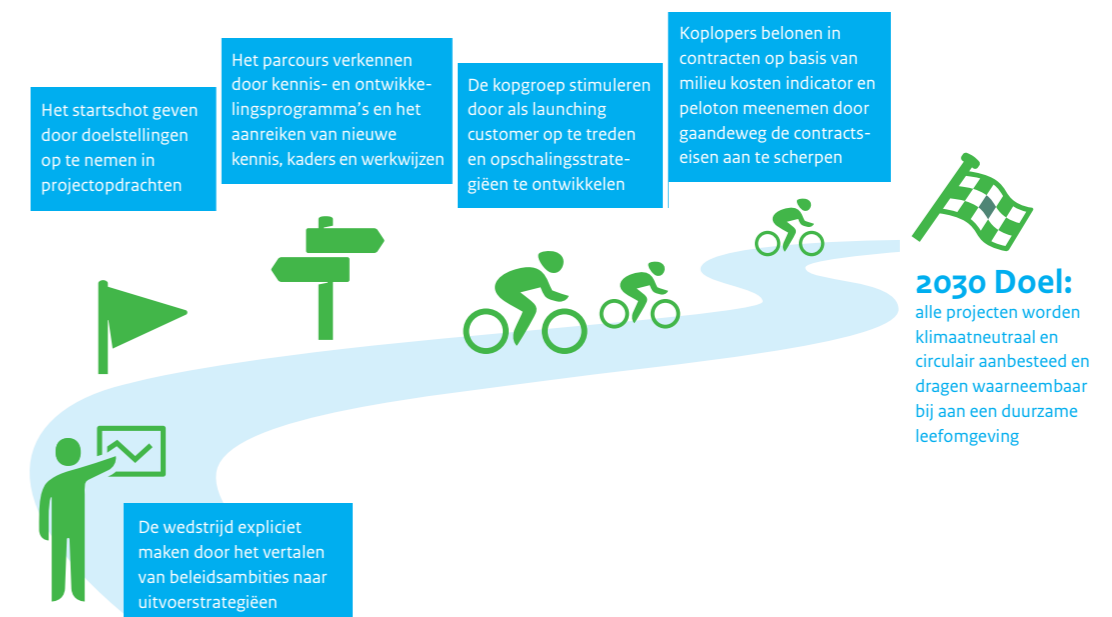 Het startschot geven
door doelstellingen
op te nemen in
projectopdrachten
Het parcours verkennen
door kennis- en ontwikke-
lingsprogramma's en het
aanreiken van nieuwe
kennis, kaders en werkwijzen
De kopgroep stimuleren
door als launching
customer op te treden
en opschalingsstrate-
giëen te ontwikkelen
Koplopers belonen in
contracten op basis van
milieu kosten indicator en
peloton meenemen door
gaandeweg de contracts-
eisen aan te scherpen
2030 Doel:
alle projecten worden
klimaatneutraal en
circulair aanbesteed en
dragen waarneembaar
bij aan een duurzame
leefomgeving
De wedstrijd expliciet
maken door het vertalen
van beleidsambities naar
uitvoerstrategiëen